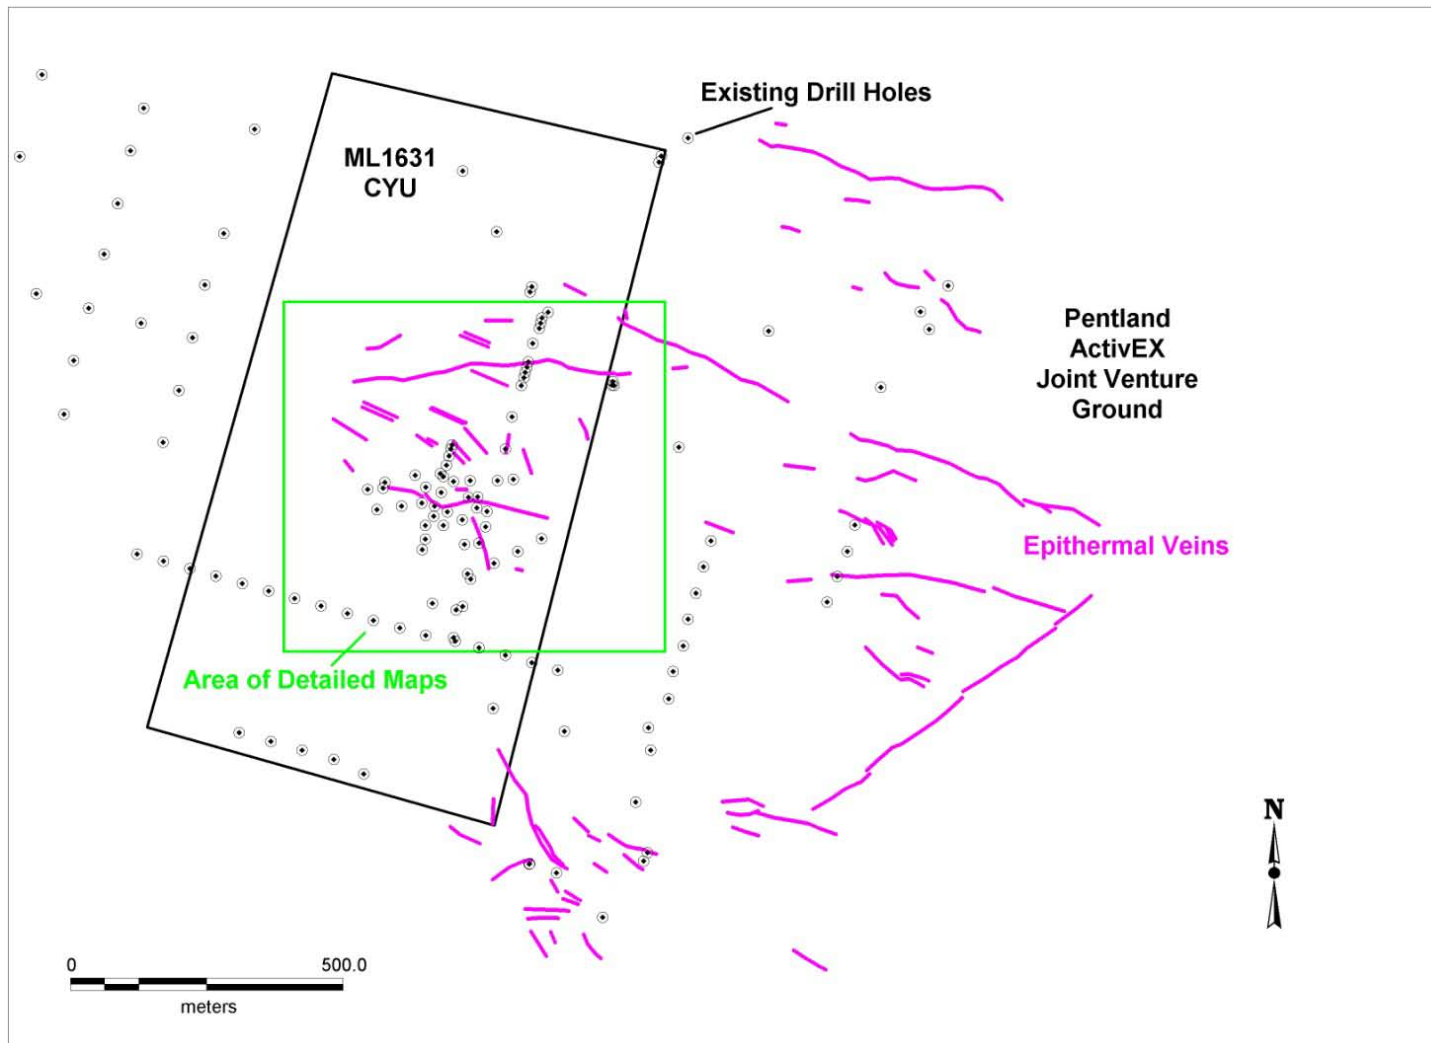 Existing Drill Holes
ML1631
CYU
Pentland
ActivEX
Joint Venture
Ground
Epithermal Veins
Area of Detailed Maps
N
0 500.0
meters